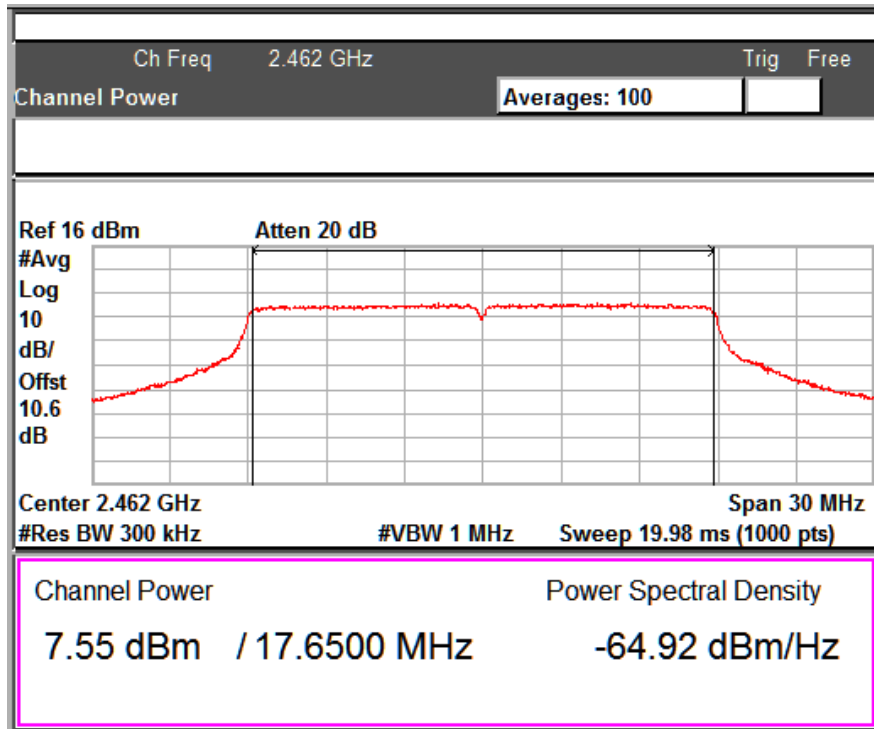 Ch Freq 2.462 GHz Trig Free
Channel Power Averages: 100
Ref 16 dBm Atten 20 dB
#Avg
Log
10
dB/
Offst
10.6
dB
Center 2.462 GHz Span 30 MHz
#Res BW 300 kHz #VBW 1 MHz Sweep 19.98 ms (1000 pts)
Channel Power Power Spectral Density
7.55 dBm / 17.6500 MHz -64.92 dBm/Hz